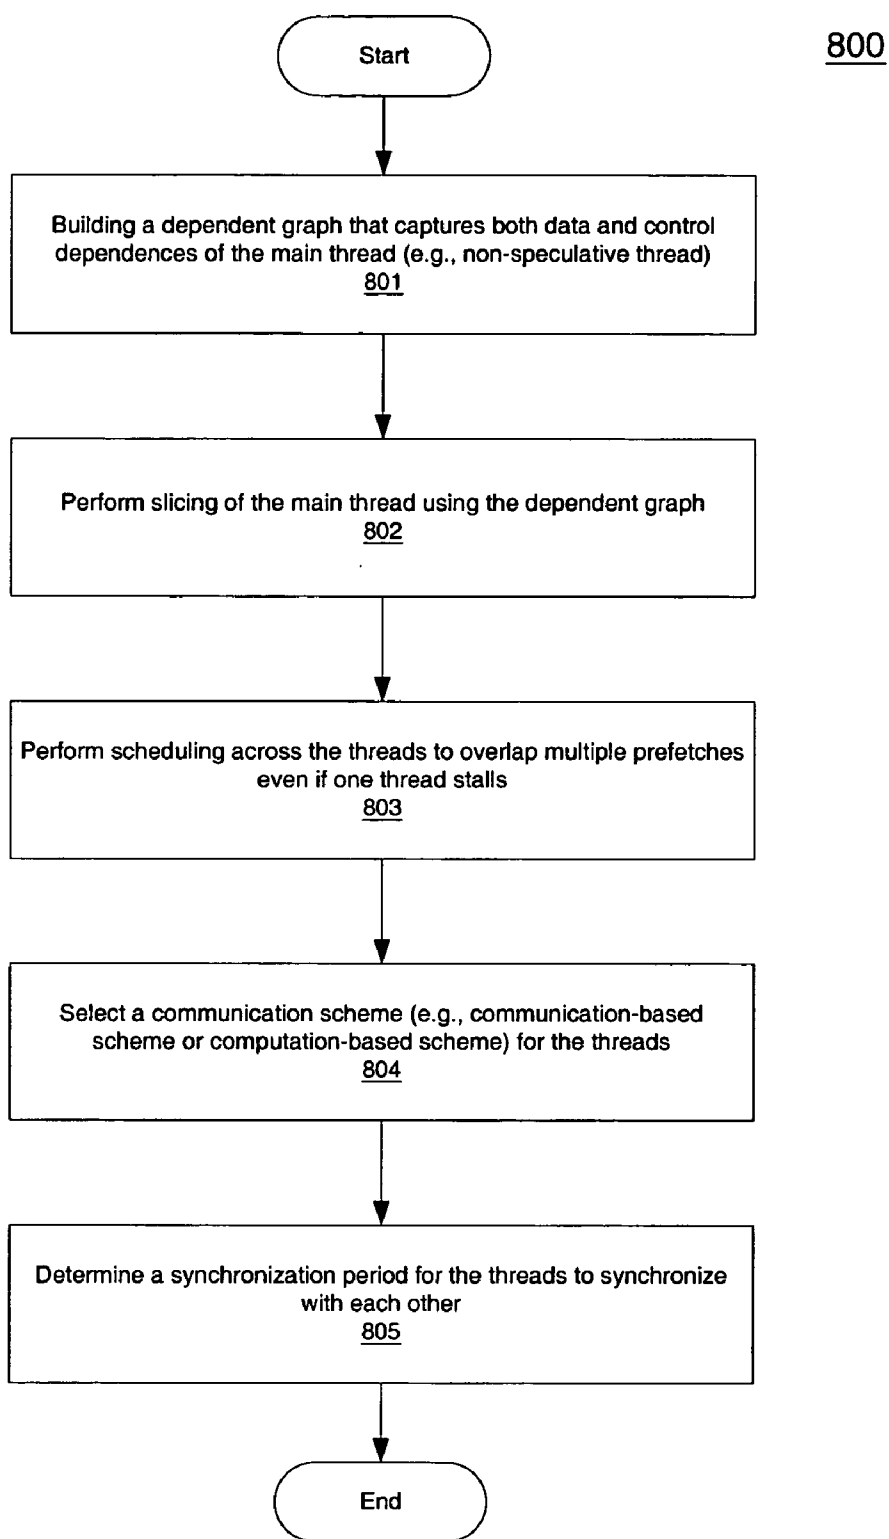 800
Start
Building a dependent graph that captures both data and control
dependences of the main thread (e.g., non-speculative thread)
801
Perform slicing of the main thread using the dependent graph
802
Perform scheduling across the threads to overlap multiple prefetches
even if one thread stalls
803
Select a communication scheme (e.g., communication-based
scheme or computation-based scheme) for the threads
804
Determine a synchronization period for the threads to synchronize
with each other
805
End